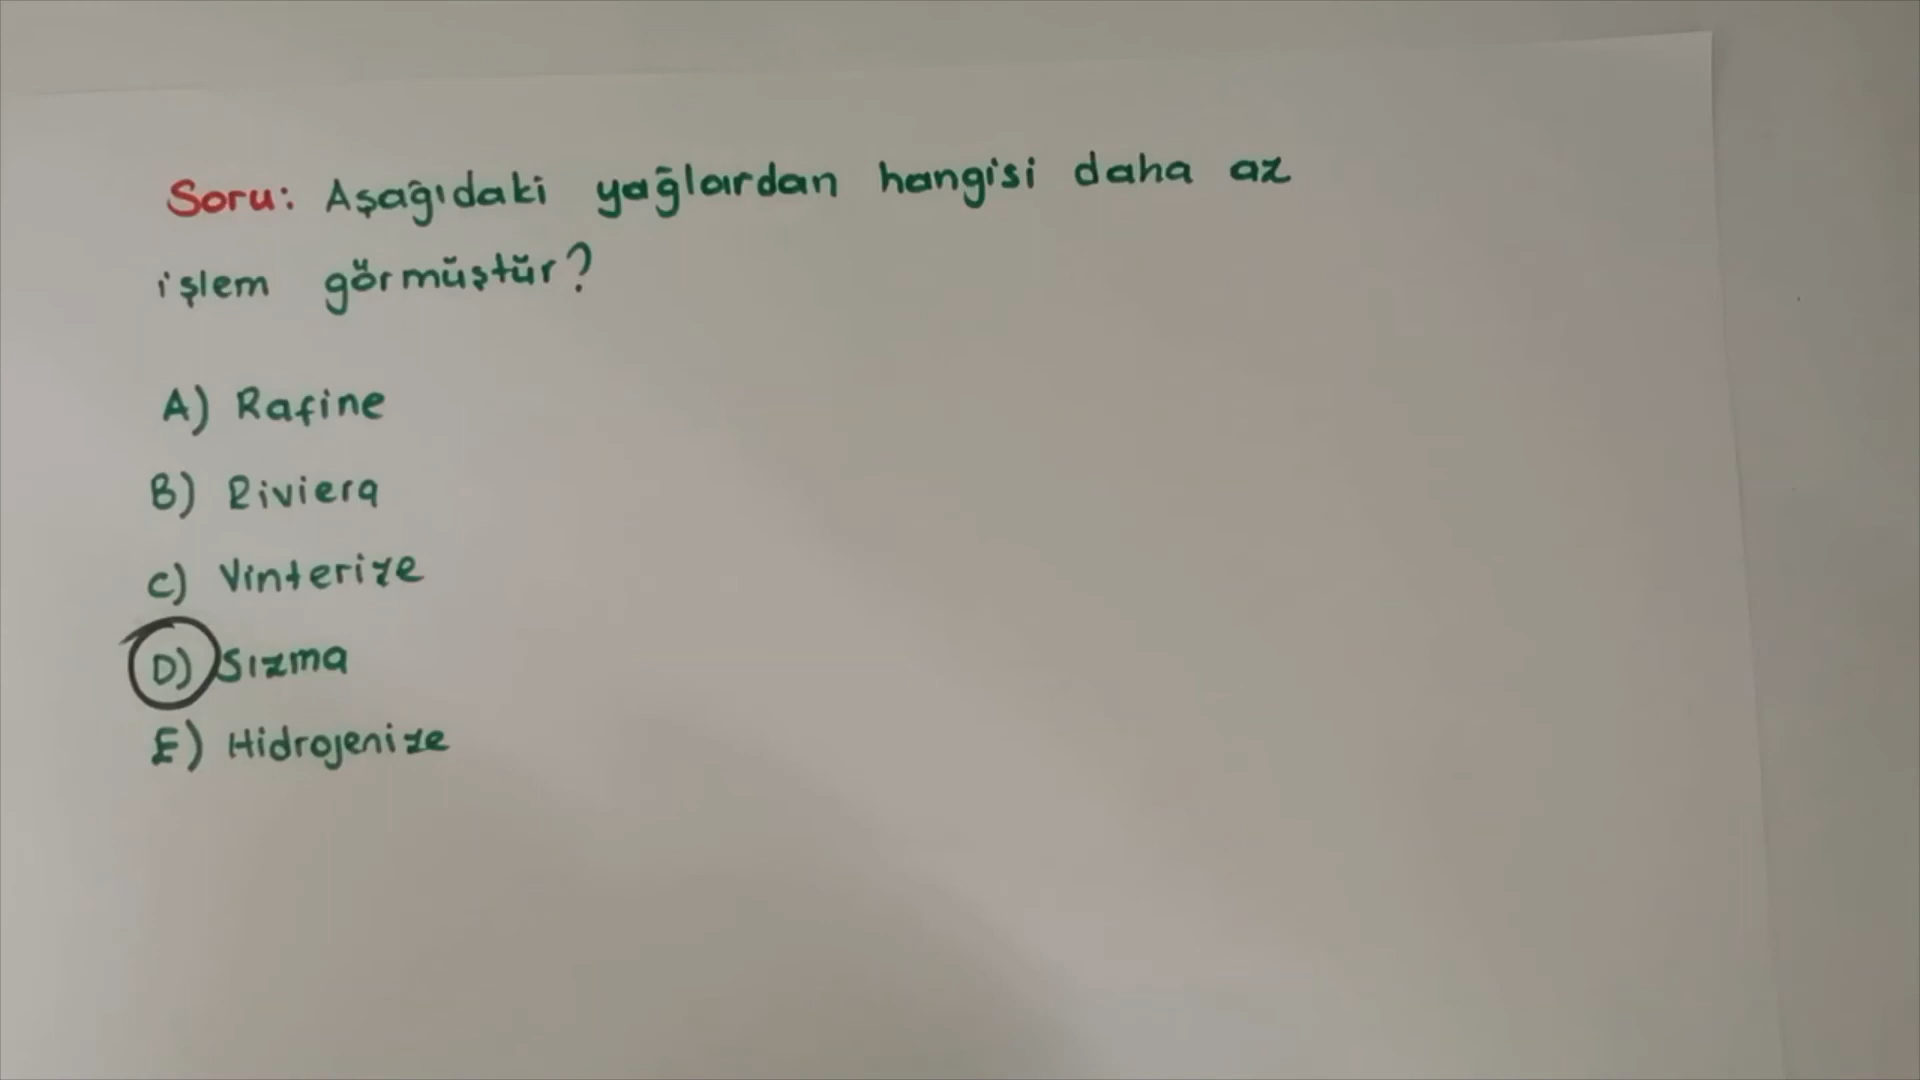 Soru: Aşağıdaki yağlardan hangisi daha az
işlem görmüştür?
A) Rafine
B) Riviera
C) Vinterize
D) Sızma
E) Hidrojenize